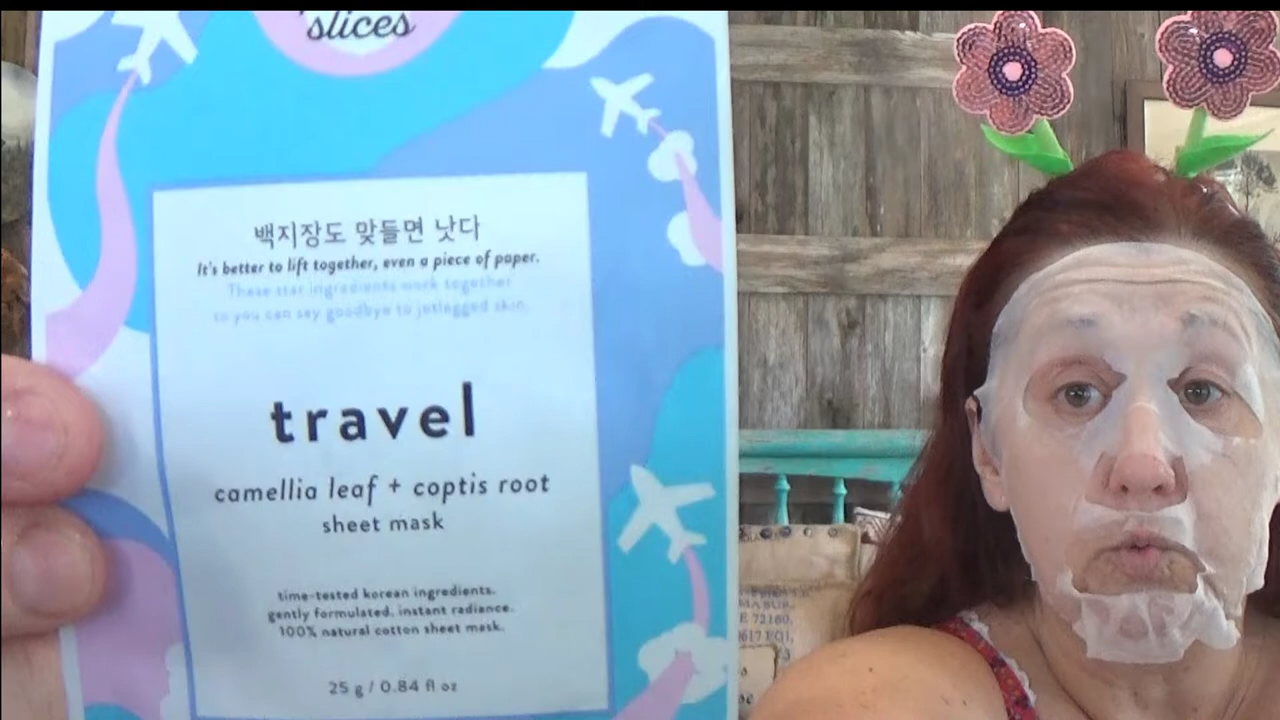 slices
백지장도 맞들면 낫다
It's better to lift together, even a piece of paper.
These star ingredients work together
so you can say goodbye to jetlagged skin.
travel
camellia leaf + coptis root
sheet mask
time-tested korean ingredients.
gently formulated. instant radiance.
100% natural cotton sheet mask.
25 g / 0.84 fl oz
E 72160,